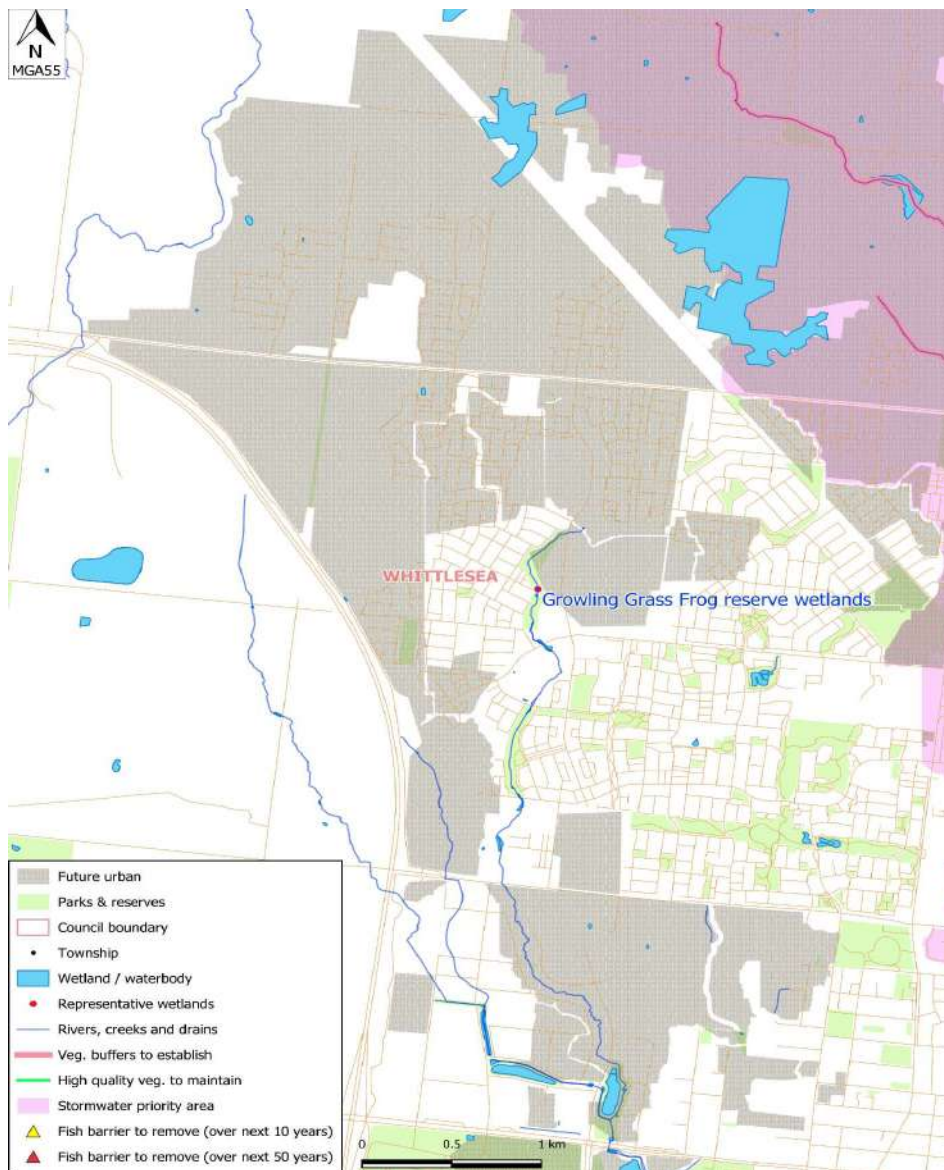 N
MGA55
WHITTLESEA
Growling Grass Frog reserve wetlands
Future urban
Parks & reserves
Council boundary
Township
Wetland / waterbody
Representative wetlands
Rivers, creeks and drains
Veg. buffers to establish
High quality veg. to maintain
Stormwater priority area
Fish barrier to remove (over next 10 years)
Fish barrier to remove (over next 50 years)
0 0.5 1 km